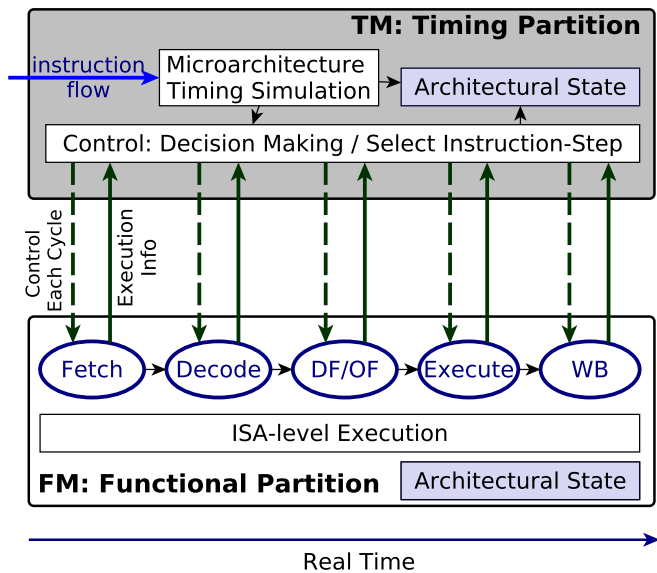 TM: Timing Partition
instruction
flow
Microarchitecture
Timing Simulation
Architectural State
Control: Decision Making / Select Instruction-Step
Control
Each Cycle
Execution
Info
Fetch
Decode
DF/OF
Execute
WB
ISA-level Execution
FM: Functional Partition
Architectural State
Real Time